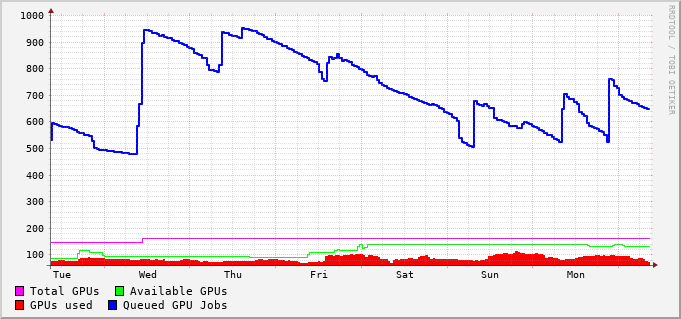 1000
900
800
700
600
500
400
300
200
100
Tue Wed Thu Fri Sat Sun Mon
RRDTOOL / TOBI OETIKER
Total GPUs Available GPUs
GPUs used Queued GPU Jobs